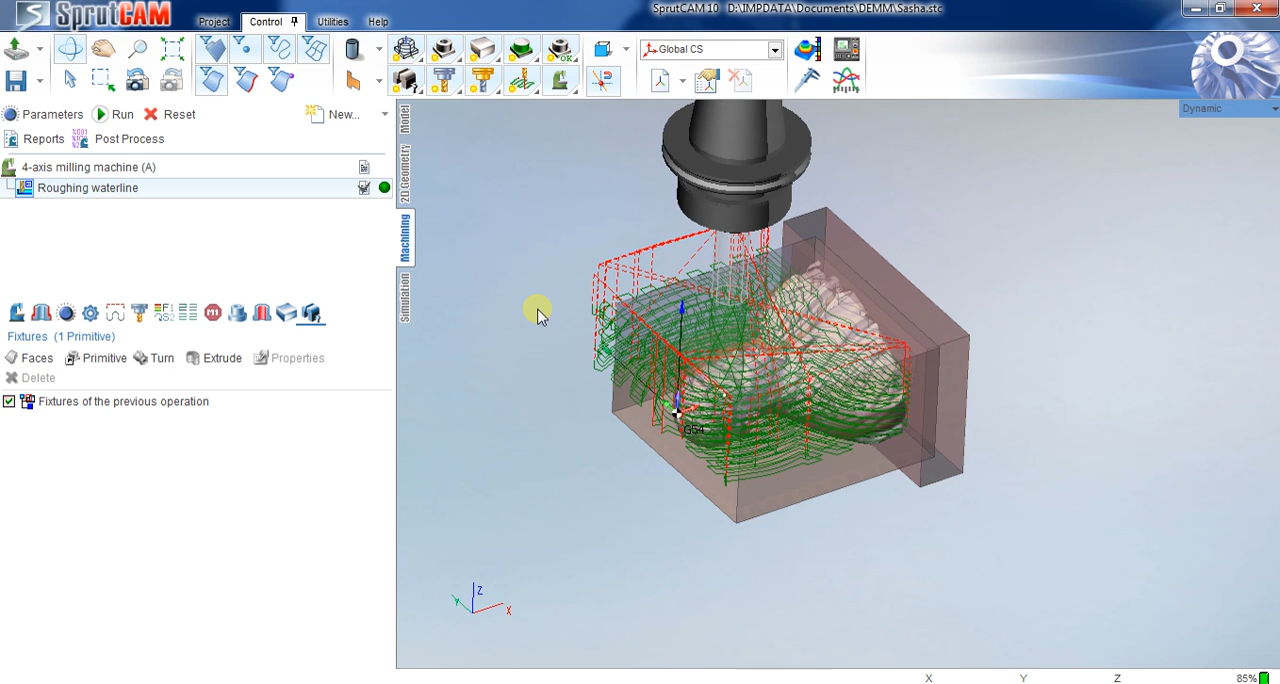 SprutCAM
Project Control Utilities Help
SprutCAM 10 D:\IMPDATA\Documents\DEMM\Sasha.stc
Global CS
OK
Parameters Run Reset New...
Reports Post Process
4-axis milling machine (A)
Roughing waterline
Fixtures (1 Primitive)
Faces Primitive Turn Extrude Properties
Delete
Fixtures of the previous operation
Model
2D Geometry
Machining
Simulation
Dynamic
G54
Z
Y
X
X Y Z 85%